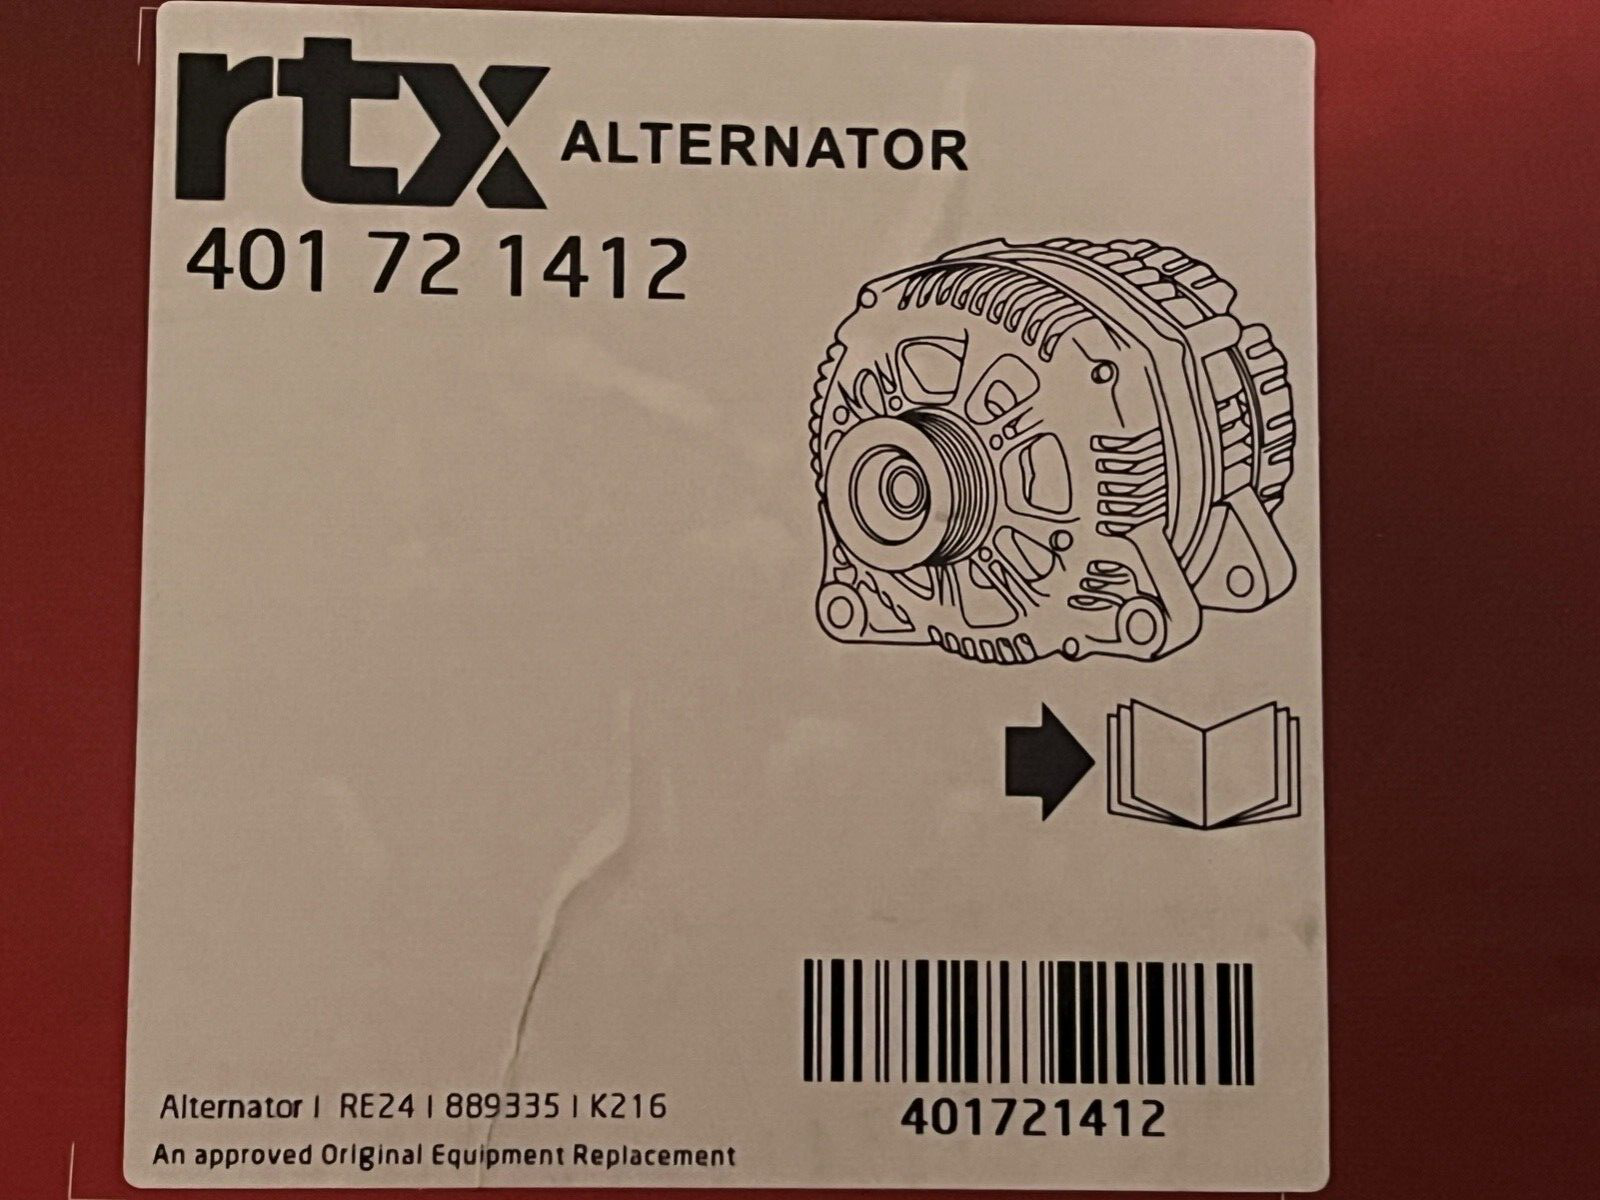 rtx ALTERNATOR
401 72 1412
401721412
Alternator | RE24 | 889335 | K216
An approved Original Equipment Replacement